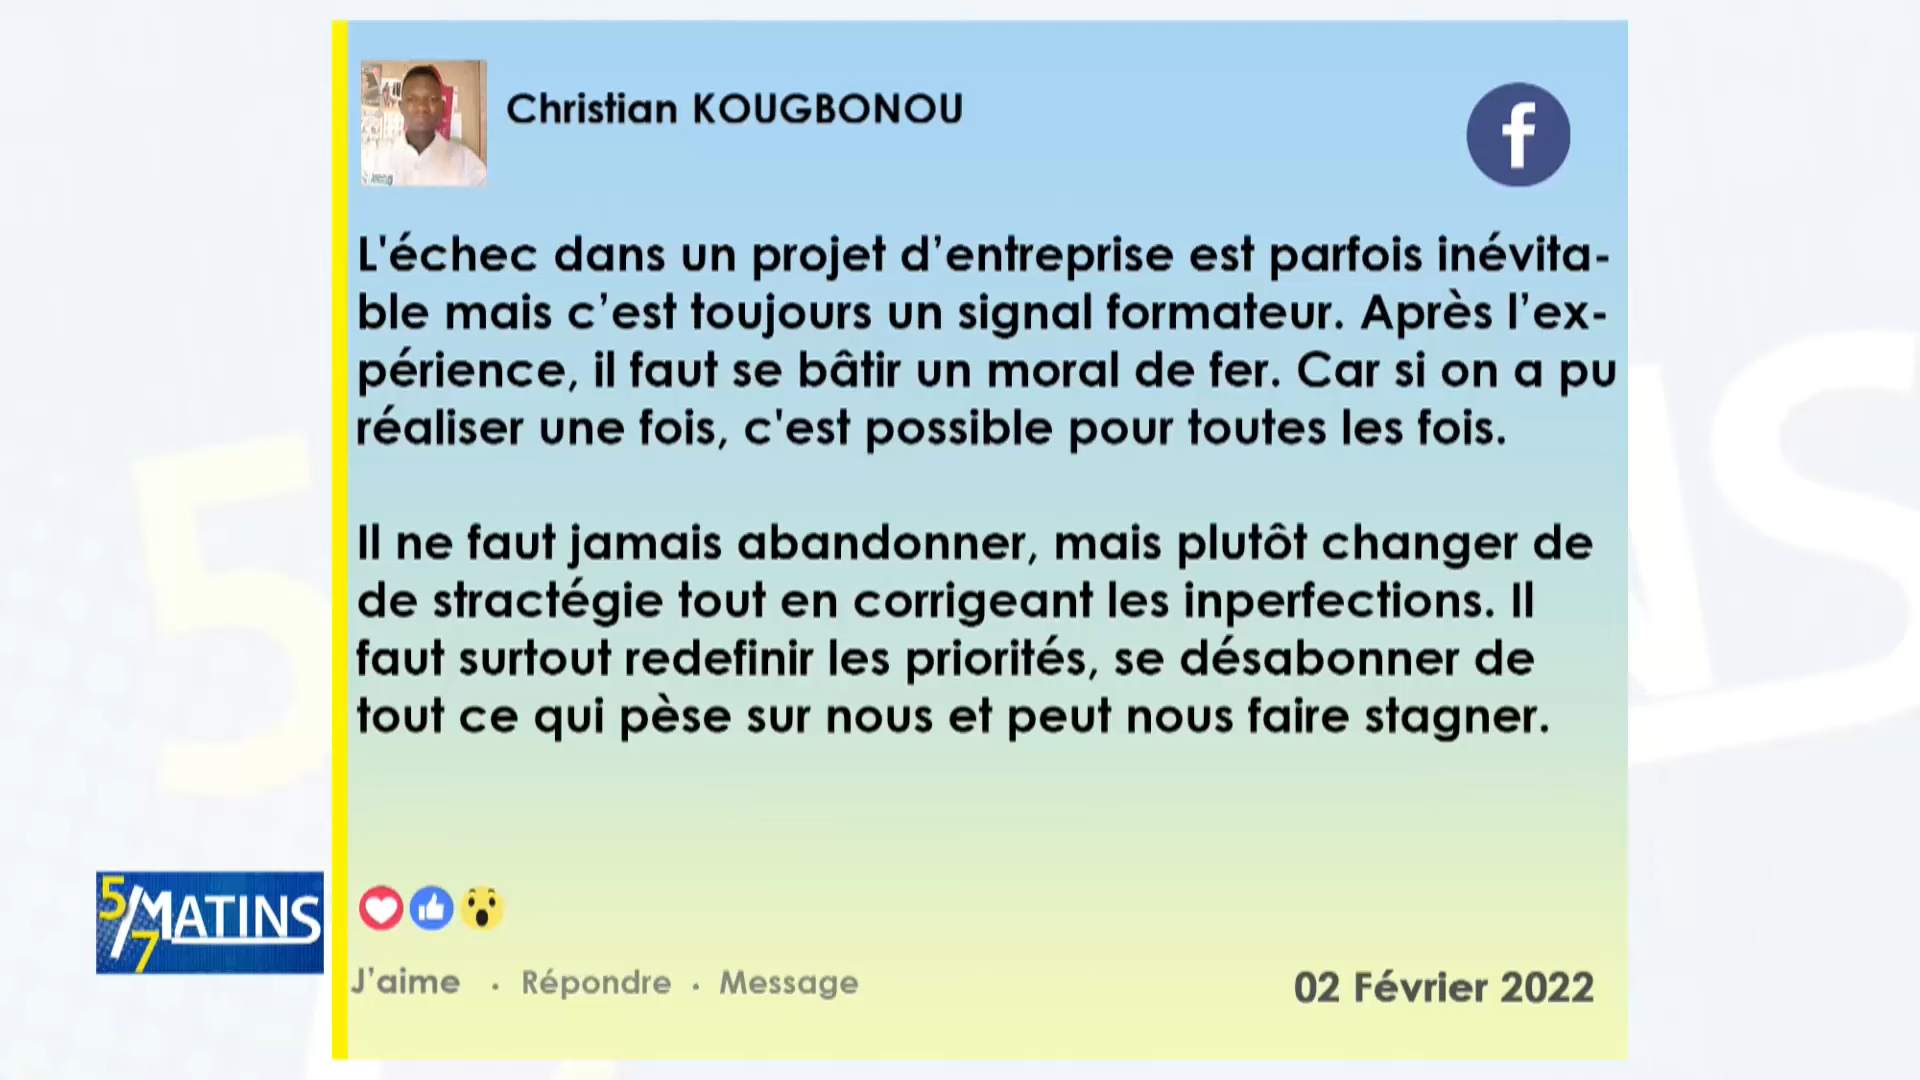 Christian KOUGBONOU
f
L'échec dans un projet d’entreprise est parfois inévita-
ble mais c’est toujours un signal formateur. Après l’ex-
périence, il faut se bâtir un moral de fer. Car si on a pu
réaliser une fois, c'est possible pour toutes les fois.
Il ne faut jamais abandonner, mais plutôt changer de
de stractégie tout en corrigeant les inperfections. Il
faut surtout redefinir les priorités, se désabonner de
tout ce qui pèse sur nous et peut nous faire stagner.
5/7 MATINS
J’aime · Répondre · Message
02 Février 2022